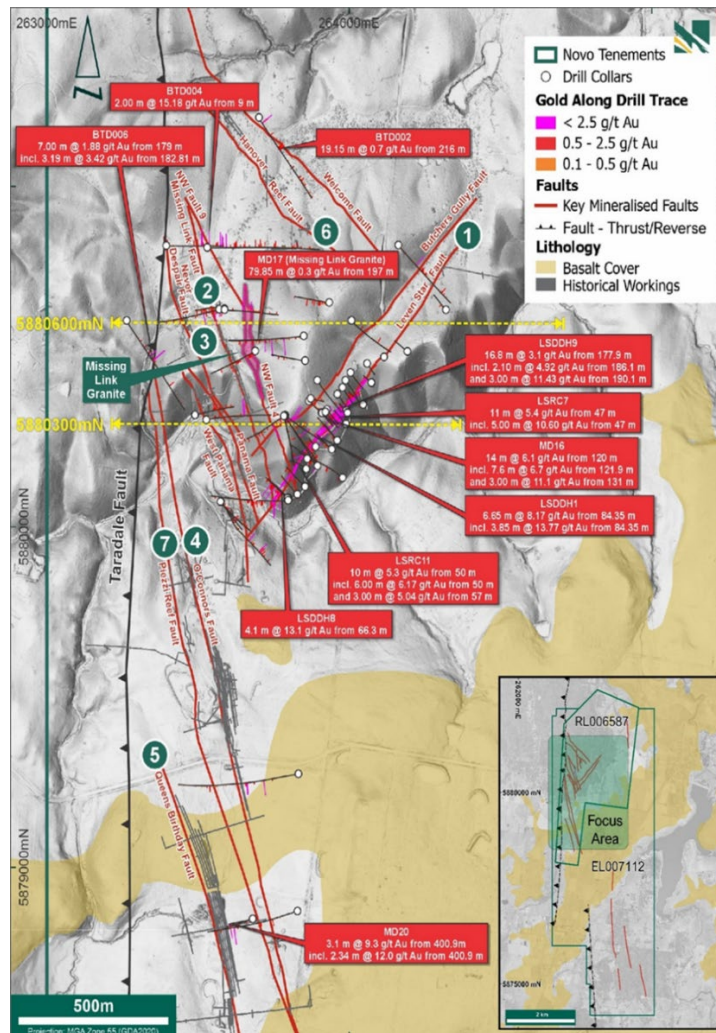 263000mE
264000mE
Z
Novo Tenements
Drill Collars
Gold Along Drill Trace
< 2.5 g/t Au
0.5 - 2.5 g/t Au
0.1 - 0.5 g/t Au
Faults
Key Mineralised Faults
Fault - Thrust/Reverse
Lithology
Basalt Cover
Historical Workings
BTD004
2.00 m @ 15.18 g/t Au from 9 m
BTD006
7.00 m @ 1.88 g/t Au from 179 m
incl. 3.19 m @ 3.42 g/t Au from 182.81 m
BTD002
19.15 m @ 0.7 g/t Au from 216 m
Hanover Reef Fault
Welcome Fault
Butchers Gully Fault
1
6
NW Fault 9
Missing Link Fault
Never Despair Fault
MD17 (Missing Link Granite)
79.85 m @ 0.3 g/t Au from 197 m
Leven Star Fault
2
5880600mN
3
Missing
Link
Granite
NW Fault 4
LSDDH9
16.8 m @ 3.1 g/t Au from 177.9 m
incl. 2.10 m @ 4.92 g/t Au from 186.1 m
and 3.00 m @ 11.43 g/t Au from 190.1 m
LSRC7
11 m @ 5.4 g/t Au from 47 m
incl. 5.00 m @ 10.60 g/t Au from 47 m
5880300mN
West Panama Fault
Panama Fault
MD16
14 m @ 6.1 g/t Au from 120 m
incl. 7.6 m @ 6.7 g/t Au from 121.9 m
and 3.00 m @ 11.1 g/t Au from 131 m
LSDDH1
6.65 m @ 8.17 g/t Au from 84.35 m
incl. 3.85 m @ 13.77 g/t Au from 84.35 m
5880000mN
Taradale Fault
7
4
Piezzi Reef Fault
O'Connors Fault
LSRC11
10 m @ 5.3 g/t Au from 50 m
incl. 6.00 m @ 6.17 g/t Au from 50 m
and 3.00 m @ 5.04 g/t Au from 57 m
LSDDH8
4.1 m @ 13.1 g/t Au from 66.3 m
5
Queens Birthday Fault
5879000mN
MD20
3.1 m @ 9.3 g/t Au from 400.9m
incl. 2.34 m @ 12.0 g/t Au from 400.9 m
RL006587
Focus
Area
EL007112
5875000 mN
2 km
500m
Projection: MGA Zone 55 (GDA2020)